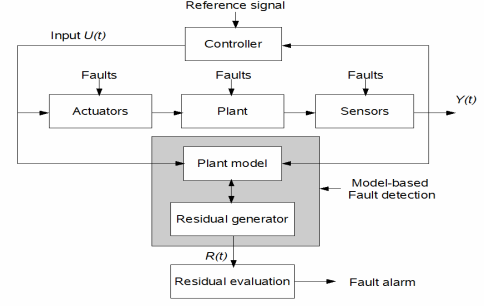 Reference signal
Input U(t)
Controller
Faults
Faults
Faults
Actuators
Plant
Sensors
Y(t)
Plant model
Model-based
Fault detection
Residual generator
R(t)
Residual evaluation
Fault alarm